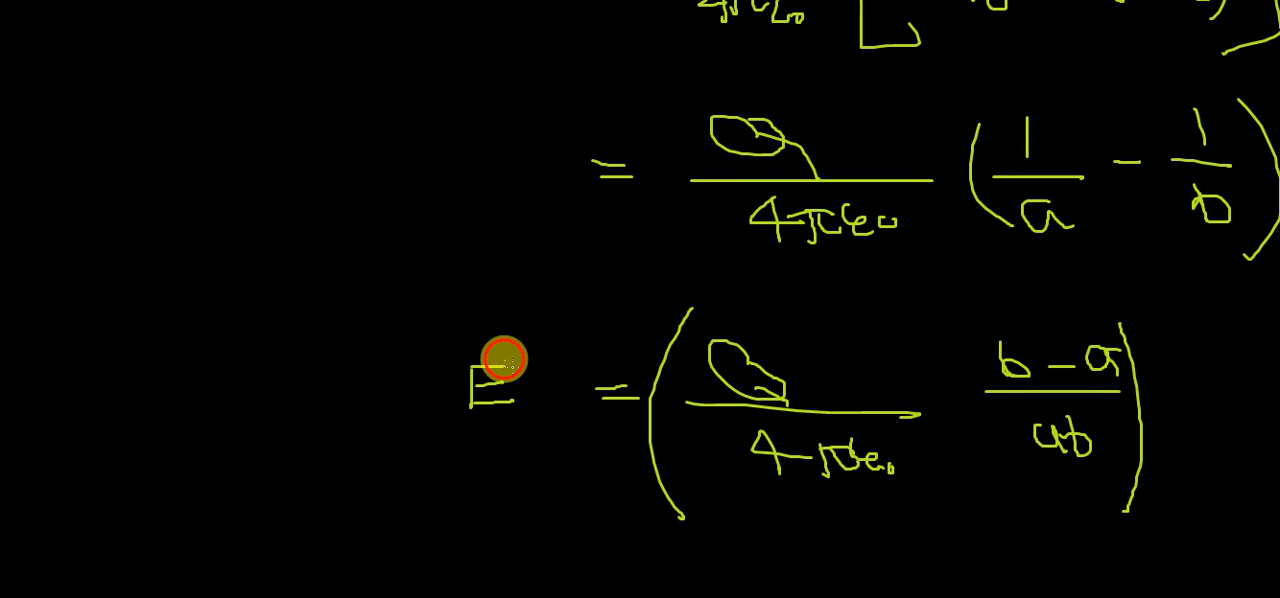 = Q/4πϵ₀ (1/a - 1/b)
E = (Q/4πϵ₀ b-a/ab)